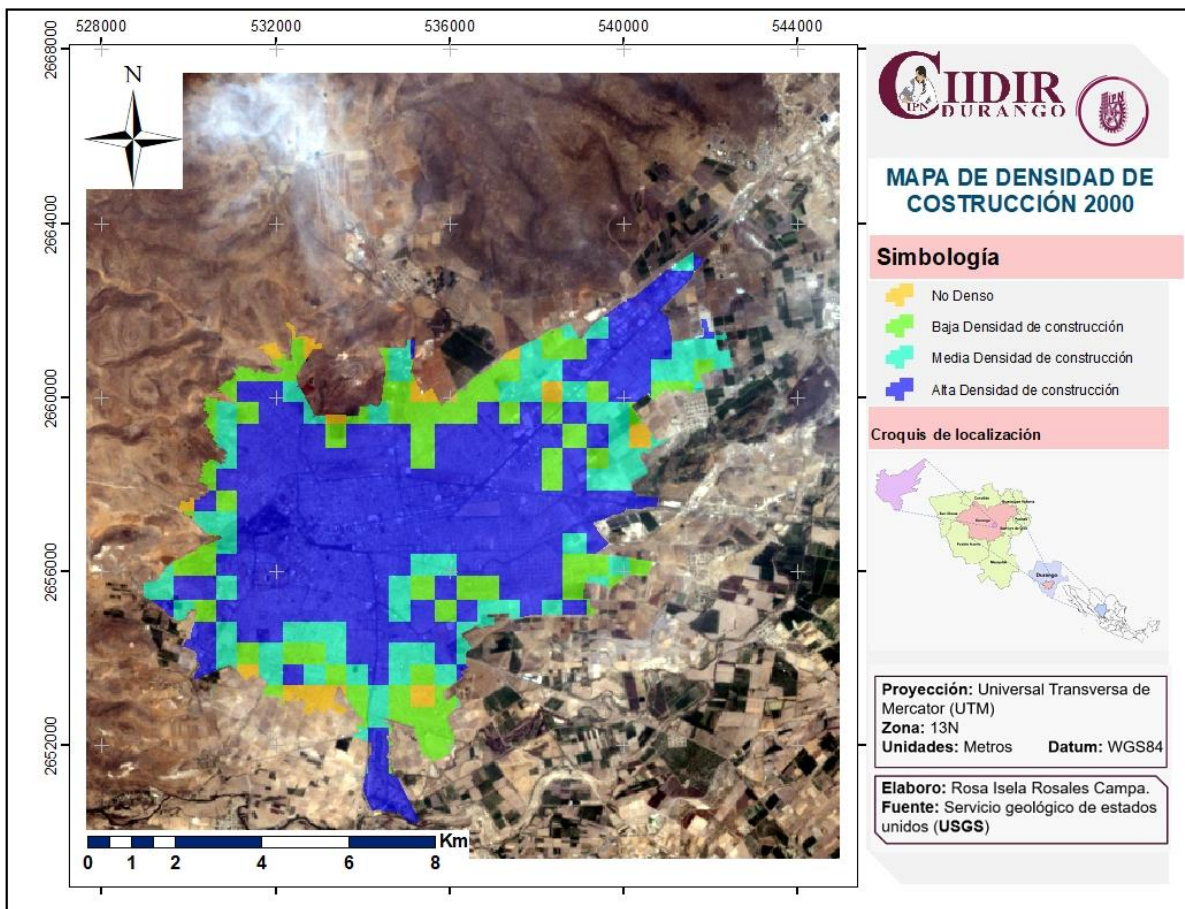 528000 532000 536000 540000 544000
2668000
2664000
2660000
2656000
2652000
N
Km
0 1 2 4 6 8
CIIDIR
IPN
DURANGO
IPN
MAPA DE DENSIDAD DE
COSTRUCCIÓN 2000
Simbología
No Denso
Baja Densidad de construcción
Media Densidad de construcción
Alta Densidad de construcción
Croquis de localización
Durango
Proyección: Universal Transversa de
Mercator (UTM)
Zona: 13N
Unidades: Metros Datum: WGS84
Elaboro: Rosa Isela Rosales Campa.
Fuente: Servicio geológico de estados
unidos (USGS)